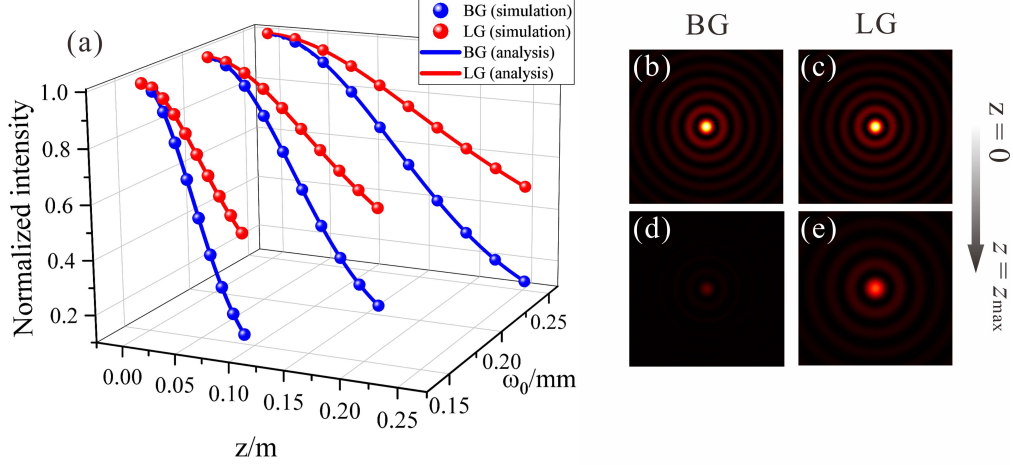 (a)
BG (simulation)
LG (simulation)
BG (analysis)
LG (analysis)
Normalized intensity
1.0
0.8
0.6
0.4
0.2
0.00
0.05
0.10
0.15
0.20
0.25
z/m
0.15
0.20
0.25
ω0/mm
BG
LG
(b)
(c)
(d)
(e)
z = 0
z = zmax